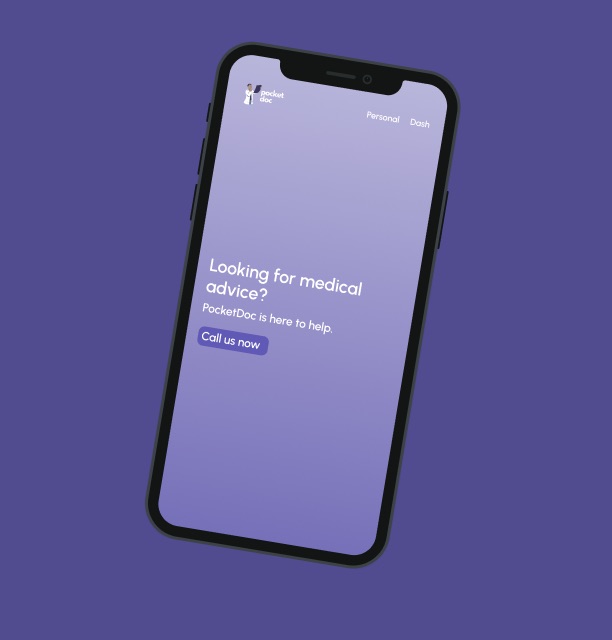 pocket
doc
Personal Dash
Looking for medical
advice?
PocketDoc is here to help.
Call us now